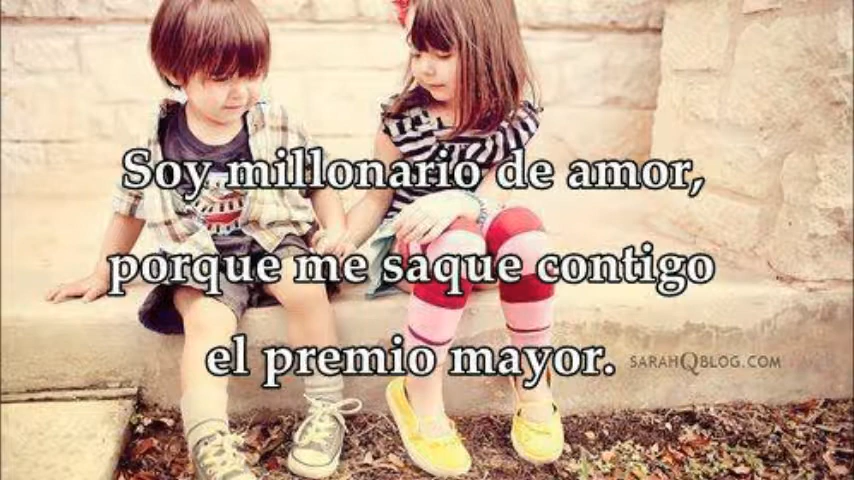 Soy millonario de amor,
porque me saque contigo
el premio mayor.
SARAHQBLOG.COM